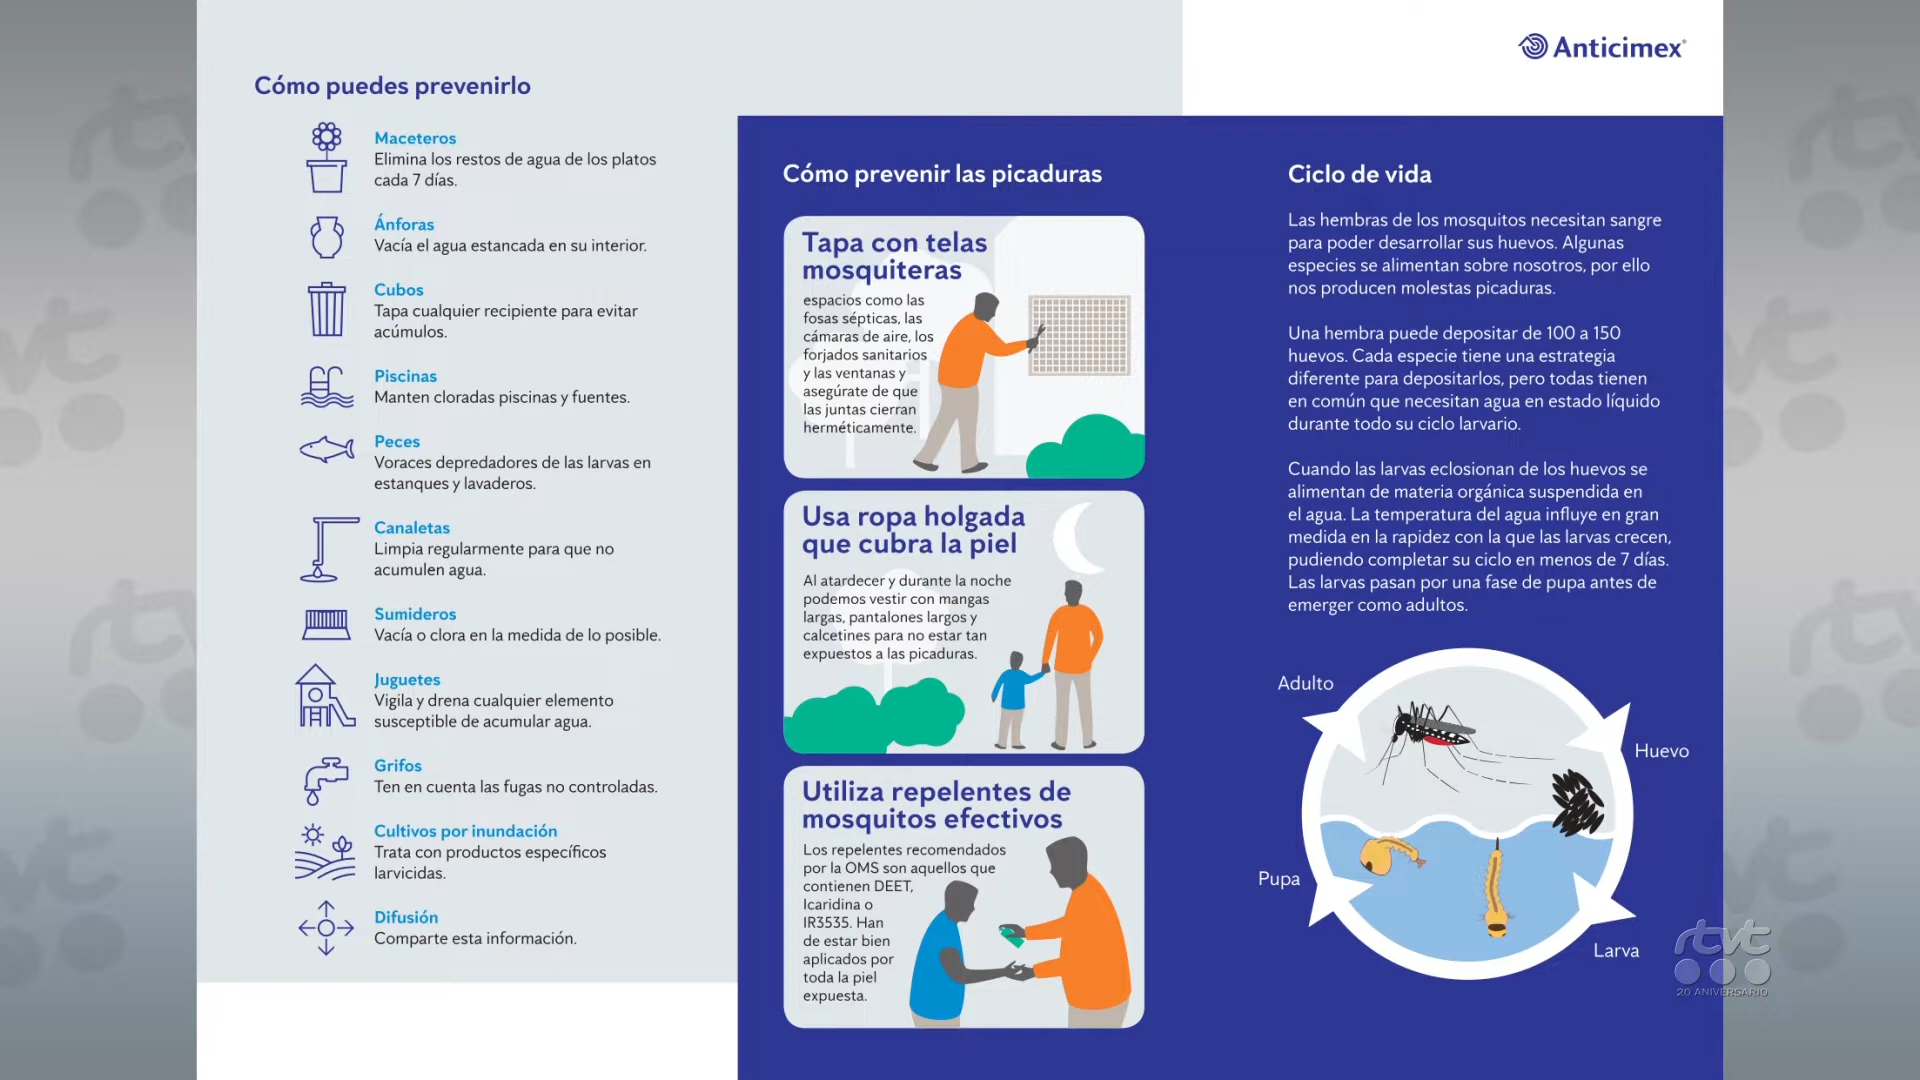 Anticimex®
Cómo puedes prevenirlo
Maceteros
Elimina los restos de agua de los platos
cada 7 días.
Ánforas
Vacía el agua estancada en su interior.
Cubos
Tapa cualquier recipiente para evitar
acúmulos.
Piscinas
Manten cloradas piscinas y fuentes.
Peces
Voraces depredadores de las larvas en
estanques y lavaderos.
Canaletas
Limpia regularmente para que no
acumulen agua.
Sumideros
Vacía o clora en la medida de lo posible.
Juguetes
Vigila y drena cualquier elemento
susceptible de acumular agua.
Grifos
Ten en cuenta las fugas no controladas.
Cultivos por inundación
Trata con productos específicos
larvicidas.
Difusión
Comparte esta información.
Cómo prevenir las picaduras
Tapa con telas
mosquiteras
espacios como las
fosas sépticas, las
cámaras de aire, los
forjados sanitarios
y las ventanas y
asegúrate de que
las juntas cierran
herméticamente.
Usa ropa holgada
que cubra la piel
Al atardecer y durante la noche
podemos vestir con mangas
largas, pantalones largos y
calcetines para no estar tan
expuestos a las picaduras.
Utiliza repelentes de
mosquitos efectivos
Los repelentes recomendados
por la OMS son aquellos que
contienen DEET,
Icaridina o
IR3535. Han
de estar bien
aplicados por
toda la piel
expuesta.
Ciclo de vida
Las hembras de los mosquitos necesitan sangre
para poder desarrollar sus huevos. Algunas
especies se alimentan sobre nosotros, por ello
nos producen molestas picaduras.
Una hembra puede depositar de 100 a 150
huevos. Cada especie tiene una estrategia
diferente para depositarlos, pero todas tienen
en común que necesitan agua en estado líquido
durante todo su ciclo larvario.
Cuando las larvas eclosionan de los huevos se
alimentan de materia orgánica suspendida en
el agua. La temperatura del agua influye en gran
medida en la rapidez con la que las larvas crecen,
pudiendo completar su ciclo en menos de 7 días.
Las larvas pasan por una fase de pupa antes de
emerger como adultos.
Adulto
Huevo
Pupa
Larva
rtvt
20 ANIVERSARIO